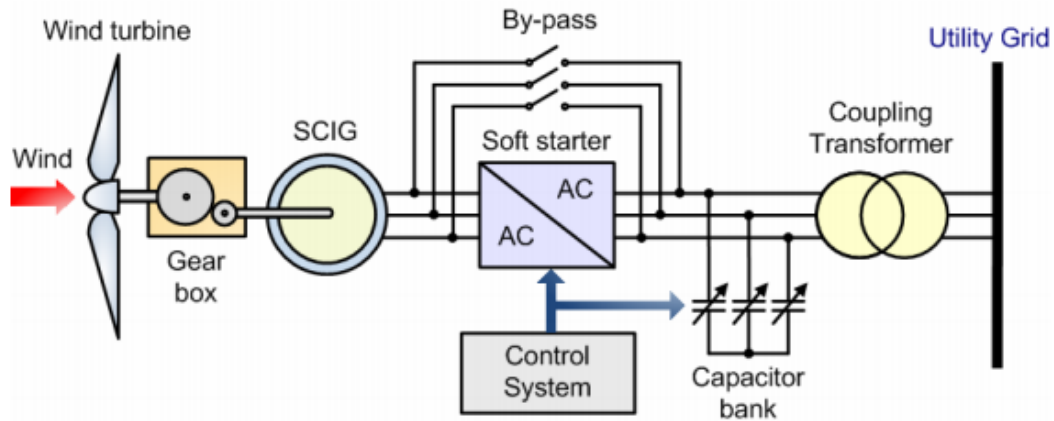 Wind turbine
By-pass
Utility Grid
SCIG
Soft starter
Coupling
Transformer
Wind
AC
AC
Gear
box
Control
System
Capacitor
bank